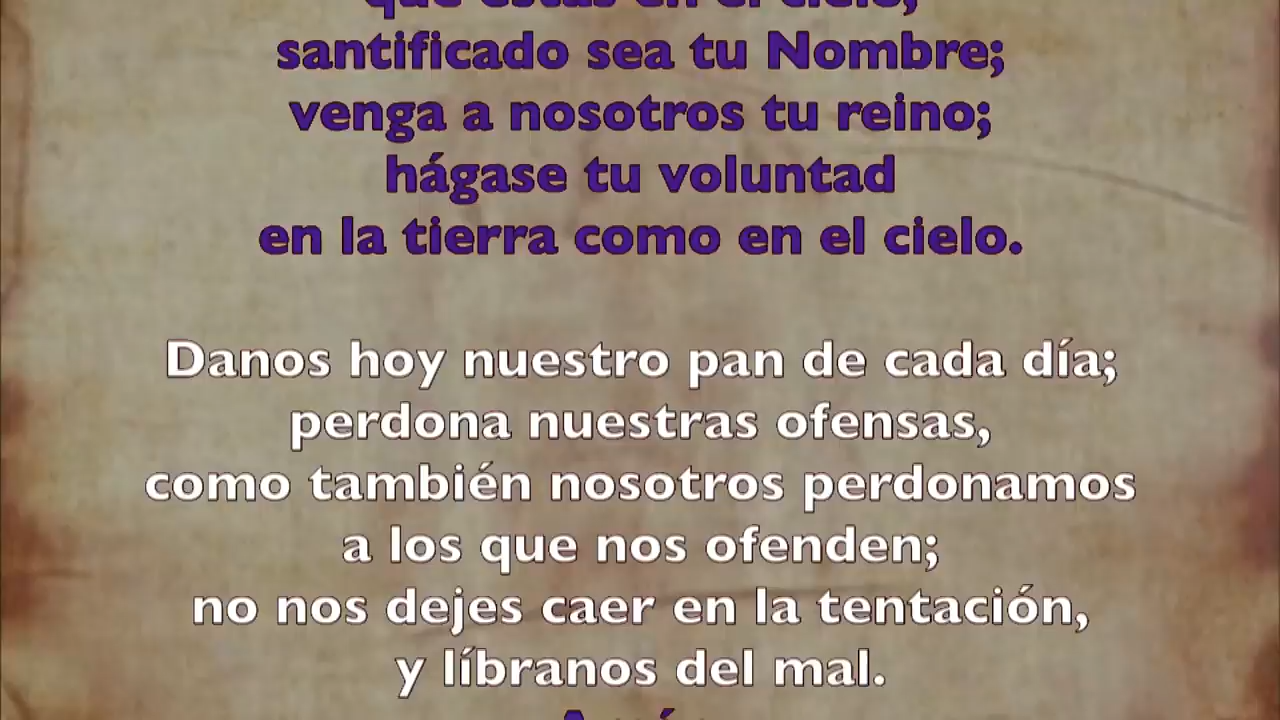 que estás en el cielo,
santificado sea tu Nombre;
venga a nosotros tu reino;
hágase tu voluntad
en la tierra como en el cielo.
Danos hoy nuestro pan de cada día;
perdona nuestras ofensas,
como también nosotros perdonamos
a los que nos ofenden;
no nos dejes caer en la tentación,
y líbranos del mal.